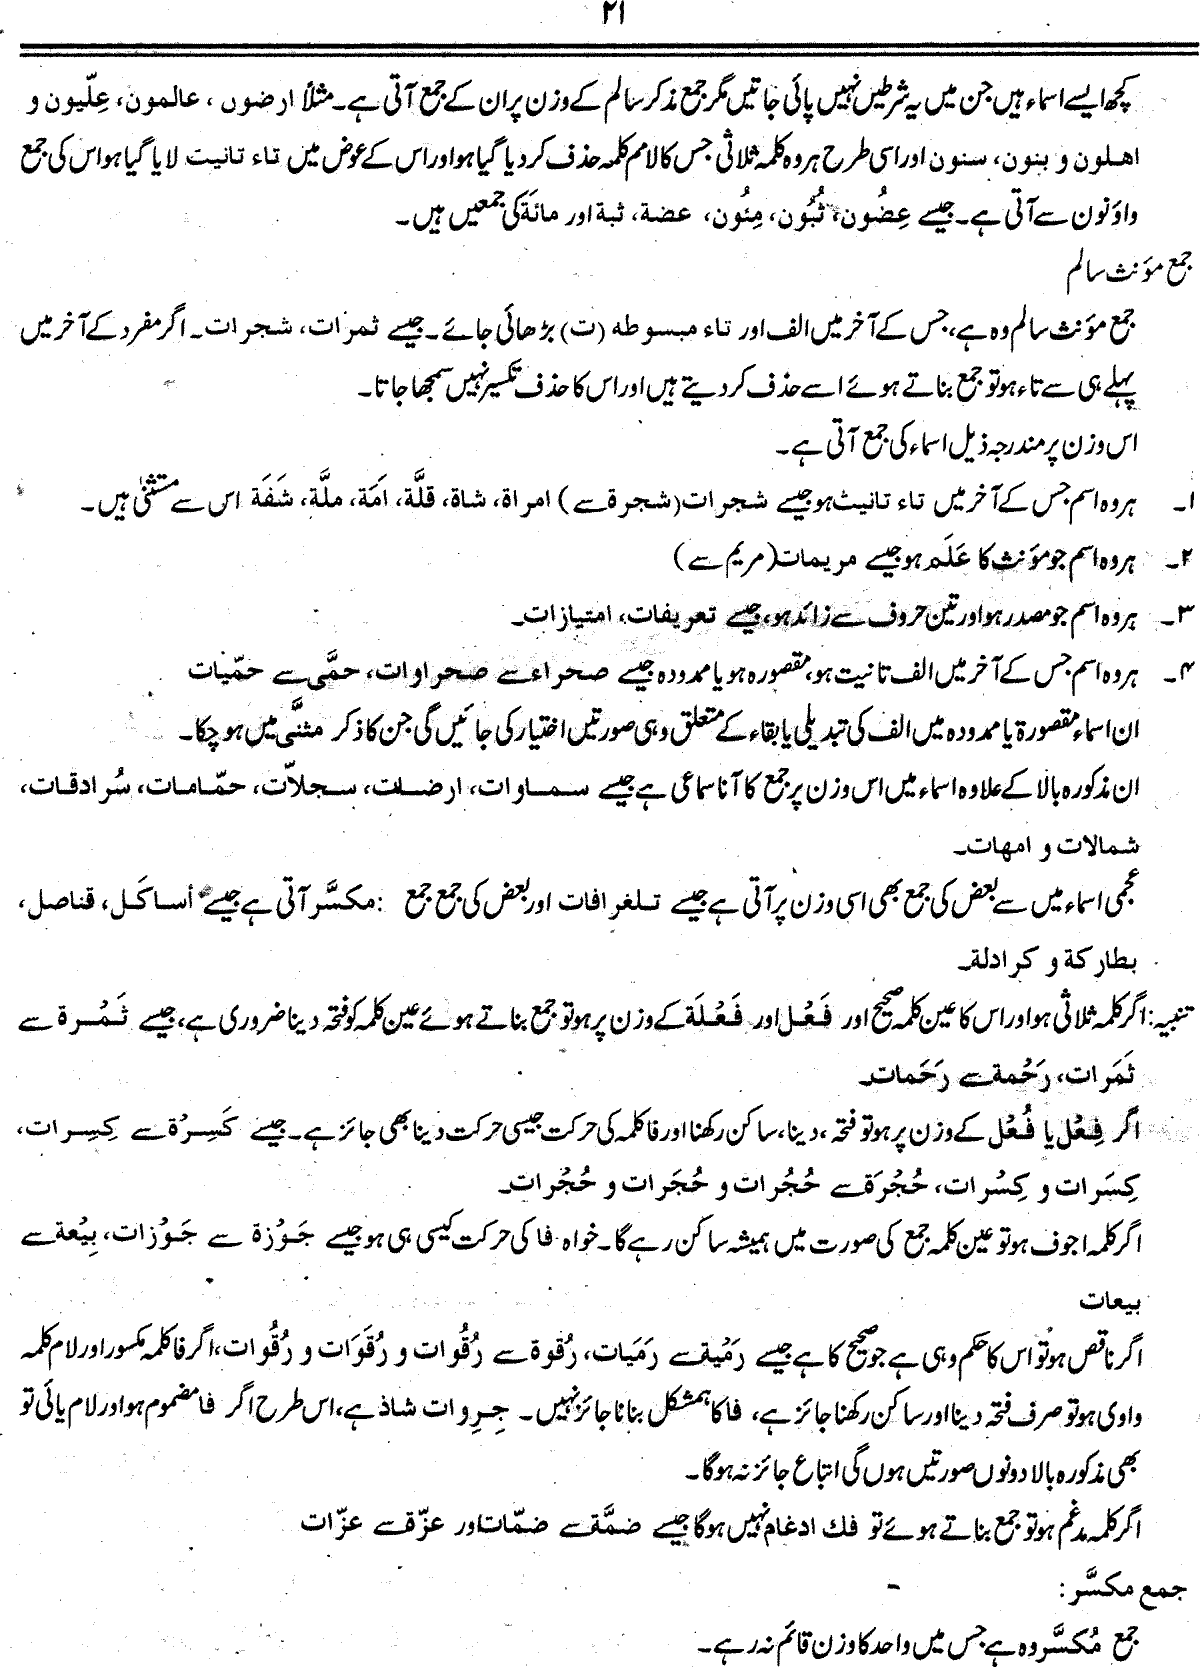 ۲۱
کچھ ایسے اسماء ہیں جن میں یہ شرطیں نہیں پائی جاتیں مگر جمع مذکر سالم کے وزن پر ان کے جمع آتی ہے۔ مثلاً ارضون ، عالمون، عِلّیون و
اھلون و بنون، سنون اور اسی طرح ہر وہ کلمہ ثلاثی جس کا لامم کلمہ حذف کر دیا گیا ہو اور اس کے عوض میں تاء تانیت لایا گیا ہو اس کی جمع
واؤ نون سے آتی ہے۔ جیسے عِضُون، ثُبُون، مِئُون، عضة، ثبة اور مائة کی جمعیں ہیں۔
جمع مؤنث سالم
جمع مؤنث سالم وہ ہے، جس کے آخر میں الف اور تاء مبسوطه (ت) بڑھائی جائے۔ جیسے ثمرات، شجرات۔ اگر مفرد کے آخر میں
پہلے ہی سے تاء ہو تو جمع بناتے ہوئے اسے حذف کر دیتے ہیں اور اس کا حذف تکسیر نہیں سمجھا جاتا۔
اس وزن پر مندرجہ ذیل اسماء کی جمع آتی ہے۔
۱۔ ہر وہ اسم جس کے آخر میں تاء تانیث ہو جیسے شجرات (شجرة سے) امراة، شاة، قلَّة، امَة، ملَّة، شَفَة اس سے مستثنیٰ ہیں۔
۲۔ ہر وہ اسم جو مؤنث کا عَلَم ہو جیسے مریمات (مریم سے)
۳۔ ہر وہ اسم جو مصدر ہو اور تین حروف سے زائد ہو، جیسے تعریفات، امتیازات۔
۴۔ ہر وہ اسم جس کے آخر میں الف تانیت ہو، مقصورہ ہو یا ممدودہ جیسے صحراء سے صحراوات، حمَّی سے حمّیات
ان اسماء مقصورة یا ممدودہ میں الف کی تبدیلی یا بقاء کے متعلق وہی صورتیں اختیار کی جائیں گی جن کا ذکر مثنَّی میں ہو چکا۔
ان مذکورہ بالا کے علاوہ اسماء میں اس وزن پر جمع کا آنا سماعی ہے جیسے سماوات، ارضات، سجلاّت، حمّامات، سُرادقات،
شمالات و امهات۔
عجمی اسماء میں سے بعض کی جمع بھی اسی وزن پر آتی ہے جیسے تلغرافات اور بعض کی جمع جمع :مکسَّر آتی ہے جیسے أساکل، قناصل،
بطارکة و کرادلة۔
تنبیہ: اگر کلمہ ثلاثی ہو اور اس کا عین کلمہ صحیح اور فَعْل اور فَعْلَة کے وزن پر ہو تو جمع بناتے ہوئے عین کلمہ کو فتحہ دینا ضروری ہے، جیسے ثَمْرة سے
ثَمَرات، رَحْمة سے رَحَمات۔
اگر فِعْل یا فُعْل کے وزن پر ہو تو فتحہ ،دینا، ساکن رکھنا اور فا کلمہ کی حرکت جیسی حرکت دینا بھی جائز ہے۔ جیسے کَسِرْة سے کِسِرات،
کِسَرات و کِسْرات، حُجْرَة سے حُجُرات و حُجَرات و حُجْرات۔
اگر کلمہ اجوف ہو تو عین کلمہ جمع کی صورت میں ہمیشہ ساکن رہے گا۔ خواہ فا کی حرکت کیسی ہی ہو جیسے جَوْزة سے جَوْزات، بِیْعة سے
بیعات
اگر ناقص ہو تو اس کا حکم وہی ہے جو صحیح کا ہے جیسے رَمْیة سے رَمَیات، رُقوة سے رُقُوات و رُقَوَات و رُقْوات، اگر فا کلمہ مکسور اور لام کلمہ
واوی ہو تو صرف فتحہ دینا اور ساکن رکھنا جائز ہے، فا کا ہمشکل بنانا جائز نہیں۔ جِرِوات شاذ ہے، اس طرح اگر فا مضموم ہو اور لام یائی تو
بھی مذکورہ بالا دونوں صورتیں ہوں گی اتباع جائز نہ ہوگا۔
اگر کلمہ مدغم ہو تو جمع بناتے ہوئے تو فك ادغام نہیں ہوگا جیسے ضمَّة سے ضمّات اور عزّة سے عزّات
جمع مکسَّر :
جمع مُکسَّر وہ ہے جس میں واحد کا وزن قائم نہ رہے۔